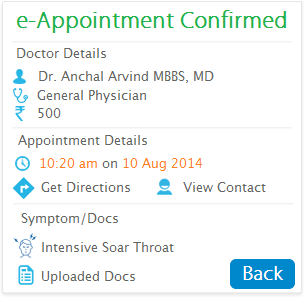 e-Appointment Confirmed
Doctor Details
Dr. Anchal Arvind MBBS, MD
General Physician
₹ 500
Appointment Details
10:20 am on 10 Aug 2014
Get Directions View Contact
Symptom/Docs
Intensive Soar Throat
Uploaded Docs
Back